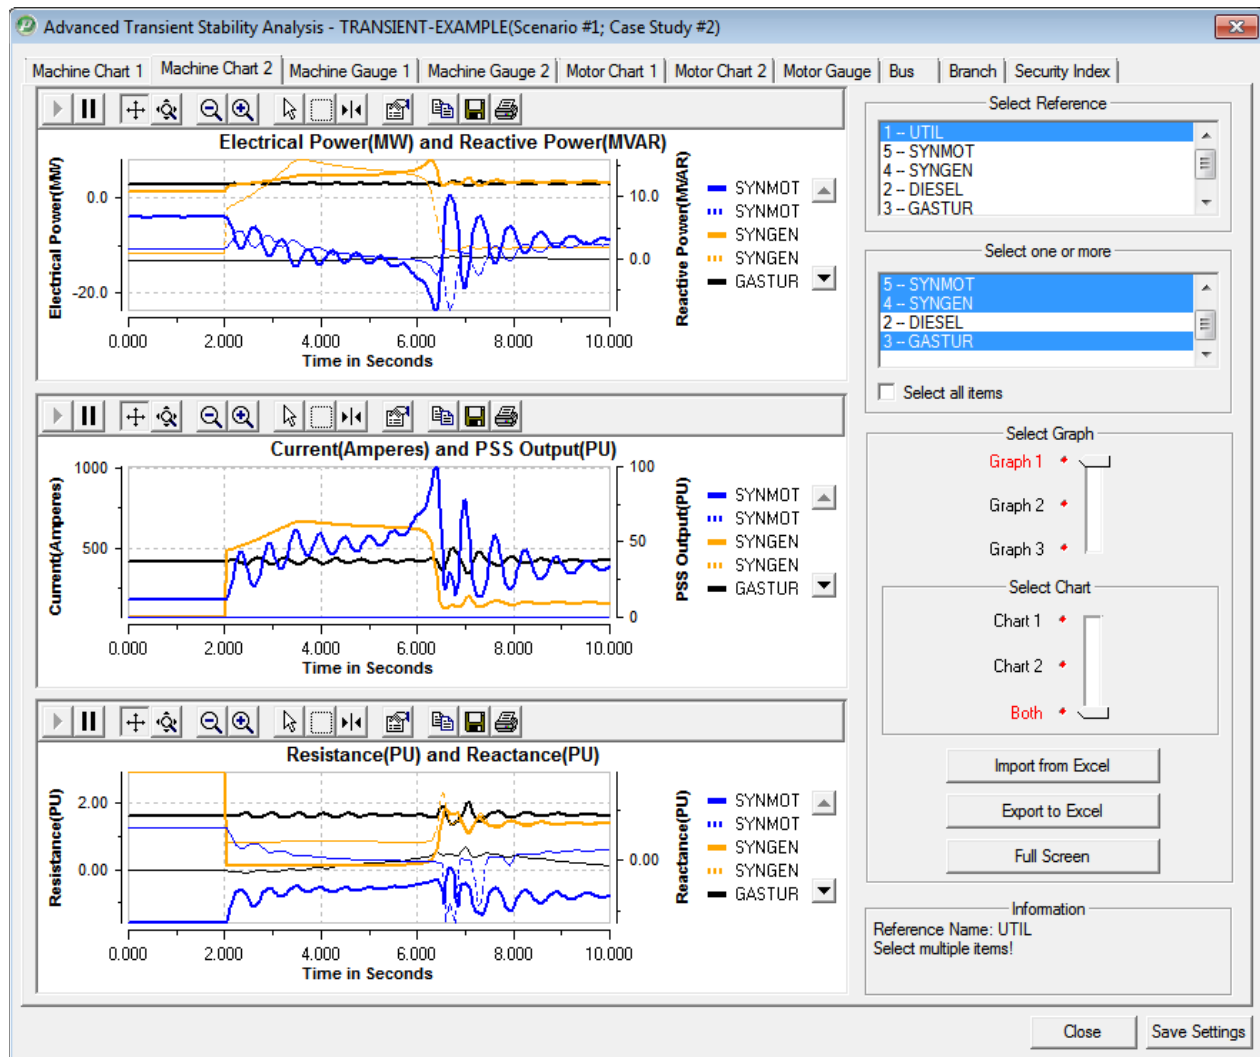 Advanced Transient Stability Analysis - TRANSIENT-EXAMPLE(Scenario #1; Case Study #2)
Machine Chart 1 Machine Chart 2 Machine Gauge 1 Machine Gauge 2 Motor Chart 1 Motor Chart 2 Motor Gauge Bus Branch Security Index
Electrical Power(MW) and Reactive Power(MVAR)
Electrical Power(MW)
0.0
-20.0
10.0
0.0
Reactive Power(MVAR)
SYNMOT
SYNMOT
SYNGEN
SYNGEN
GASTUR
0.000 2.000 4.000 6.000 8.000 10.000
Time in Seconds
Current(Amperes) and PSS Output(PU)
Current(Amperes)
1000
500
100
50
0
PSS Output(PU)
SYNMOT
SYNMOT
SYNGEN
SYNGEN
GASTUR
0.000 2.000 4.000 6.000 8.000 10.000
Time in Seconds
Resistance(PU) and Reactance(PU)
Resistance(PU)
2.00
0.00
0.00
Reactance(PU)
SYNMOT
SYNMOT
SYNGEN
SYNGEN
GASTUR
0.000 2.000 4.000 6.000 8.000 10.000
Time in Seconds
Select Reference
1 -- UTIL
5 -- SYNMOT
4 -- SYNGEN
2 -- DIESEL
3 -- GASTUR
Select one or more
5 -- SYNMOT
4 -- SYNGEN
2 -- DIESEL
3 -- GASTUR
Select all items
Select Graph
Graph 1 *
Graph 2 *
Graph 3 *
Select Chart
Chart 1 *
Chart 2 *
Both *
Import from Excel
Export to Excel
Full Screen
Information
Reference Name: UTIL
Select multiple items!
Close Save Settings